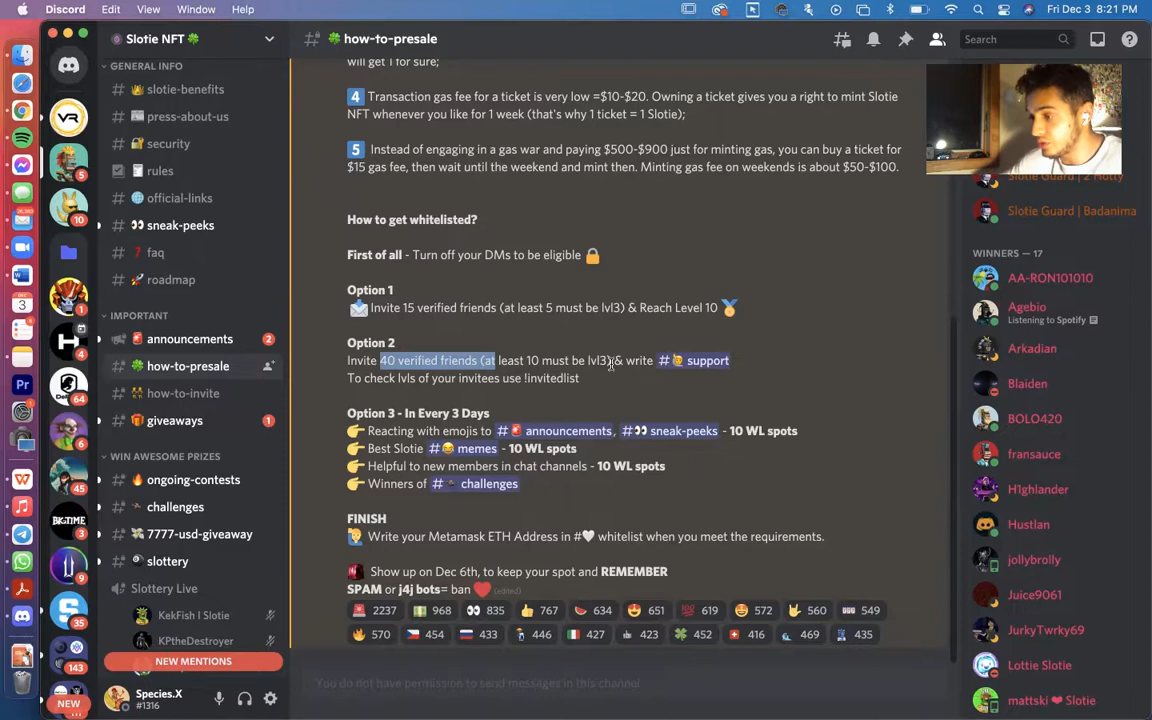 Discord Edit View Window Help Fri Dec 3 8:21 PM
Slotie NFT
how-to-presale
Search
GENERAL INFO
slotie-benefits
press-about-us
security
rules
official-links
sneak-peeks
faq
roadmap
IMPORTANT
announcements 2
how-to-presale
how-to-invite
giveaways 1
WIN AWESOME PRIZES
ongoing-contests
challenges
7777-usd-giveaway
slottery
Slottery Live
KekFish I Slotie
KPtheDestroyer
NEW MENTIONS
NEW
Species.X
#1316
will get 1 for sure;
4 Transaction gas fee for a ticket is very low =$10-$20. Owning a ticket gives you a right to mint Slotie
NFT whenever you like for 1 week (that's why 1 ticket = 1 Slotie);
5 Instead of engaging in a gas war and paying $500-$900 just for minting gas, you can buy a ticket for
$15 gas fee, then wait until the weekend and mint then. Minting gas fee on weekends is about $50-$100.
How to get whitelisted?
First of all - Turn off your DMs to be eligible
Option 1
Invite 15 verified friends (at least 5 must be lvl3) & Reach Level 10
Option 2
Invite 40 verified friends (at least 10 must be lvl3) & write # support
To check lvls of your invitees use !invitedlist
Option 3 - In Every 3 Days
Reacting with emojis to # announcements, # sneak-peeks - 10 WL spots
Best Slotie # memes - 10 WL spots
Helpful to new members in chat channels - 10 WL spots
Winners of # challenges
FINISH
Write your Metamask ETH Address in # whitelist when you meet the requirements.
Show up on Dec 6th, to keep your spot and REMEMBER
SPAM or j4j bots= ban (edited)
2237 968 835 767 634 651 619 572 560 549
570 454 433 446 427 423 452 416 469 435
You do not have permission to send messages in this channel
Slotie Guard | Badanima
WINNERS — 17
AA-RON101010
Agebio
Listening to Spotify
Arkadian
Blaiden
BOLO420
fransauce
H1ghlander
Hustlan
jollybrolly
Juice9061
JurkyTwrky69
Lottie Slotie
mattski ❤ Slotie